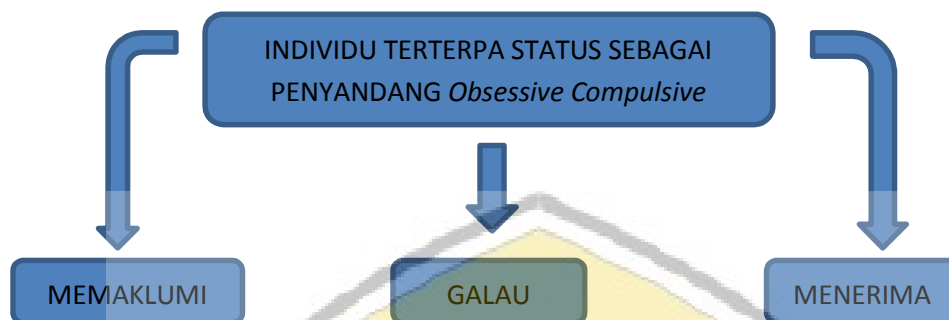 INDIVIDU TERTERPA STATUS SEBAGAI
PENYANDANG Obsessive Compulsive
MEMAKLUMI
GALAU
MENERIMA